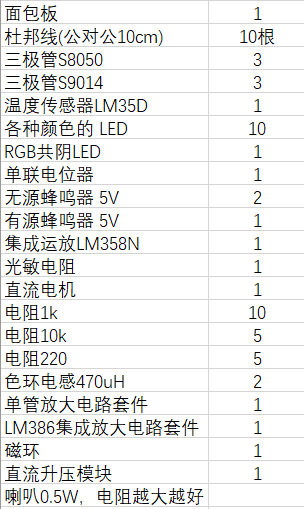 面包板 1
杜邦线(公对公10cm) 10根
三极管S8050 3
三极管S9014 3
温度传感器LM35D 1
各种颜色的 LED 10
RGB共阴LED 1
单联电位器 1
无源蜂鸣器 5V 2
有源蜂鸣器 5V 1
集成运放LM358N 1
光敏电阻 1
直流电机 1
电阻1k 10
电阻10k 5
电阻220 5
色环电感470uH 2
单管放大电路套件 1
LM386集成放大电路套件 1
磁环 1
直流升压模块 1
喇叭0.5W，电阻越大越好